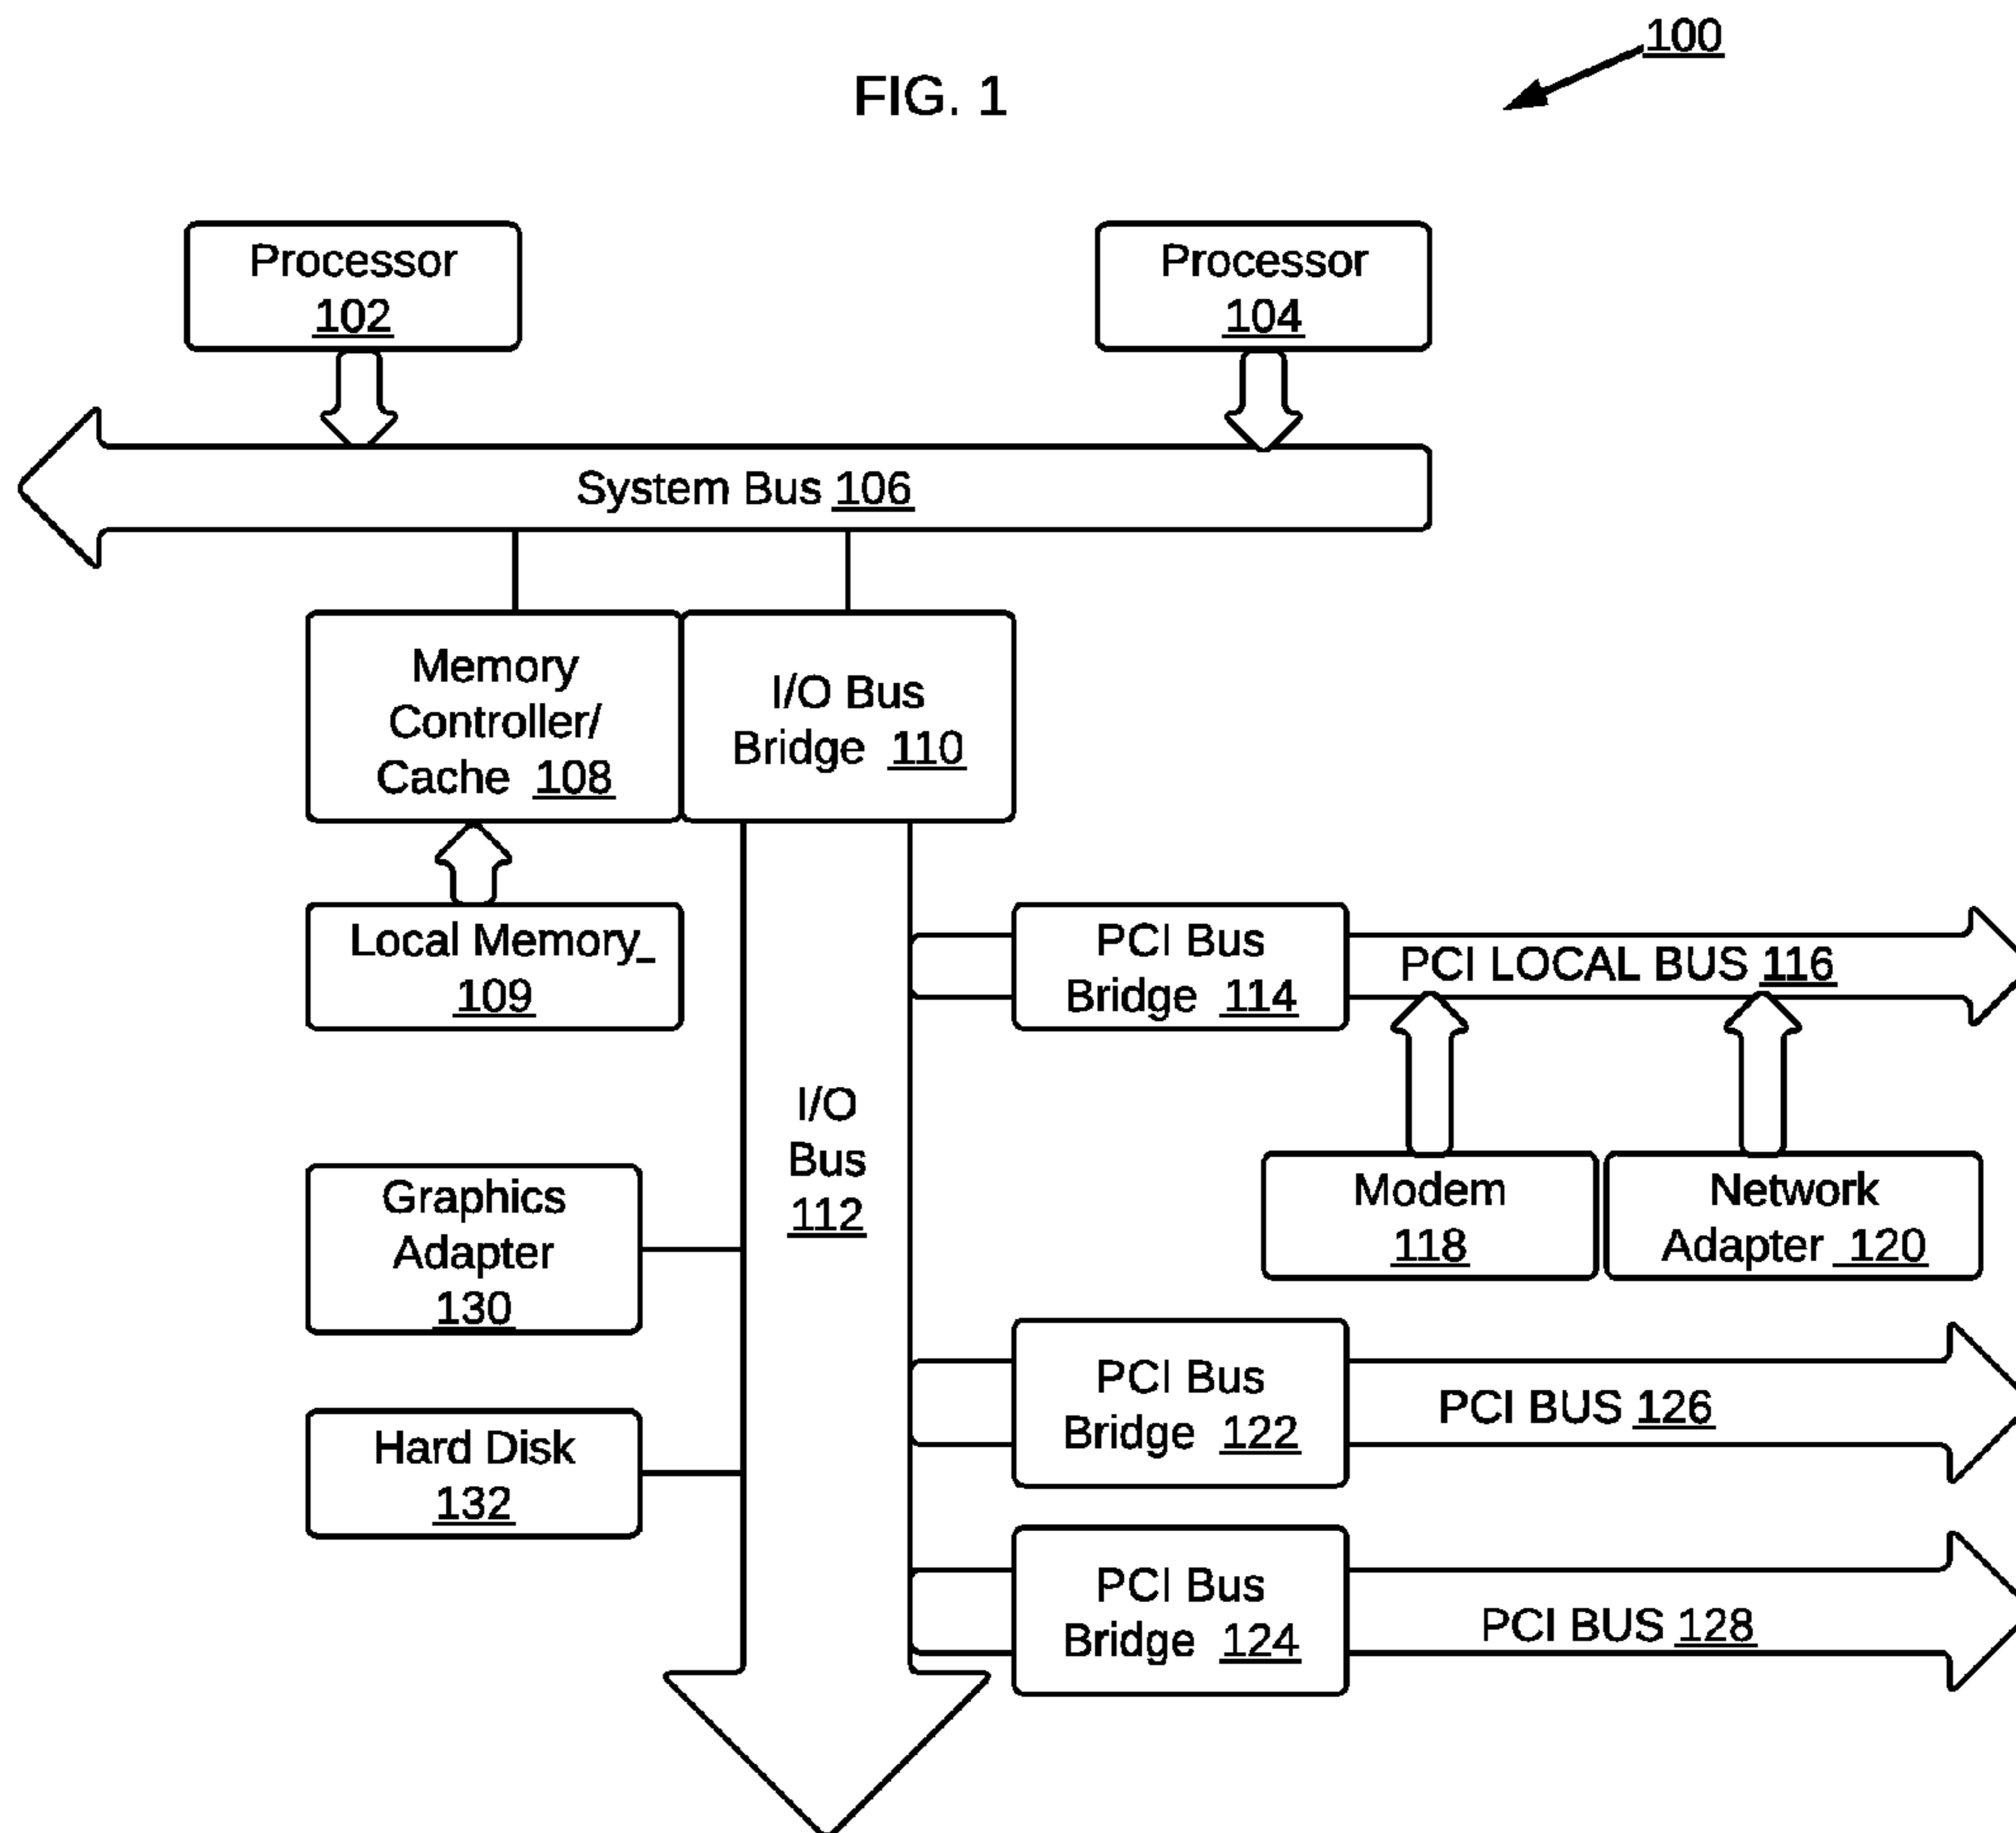 100
FIG. 1
Processor
102
Processor
104
System Bus 106
Memory
Controller/
Cache 108
I/O Bus
Bridge 110
Local Memory
109
PCI Bus
Bridge 114
PCI LOCAL BUS 116
I/O
Bus
112
Modem
118
Network
Adapter 120
Graphics
Adapter
130
PCI Bus
Bridge 122
PCI BUS 126
Hard Disk
132
PCI Bus
Bridge 124
PCI BUS 128